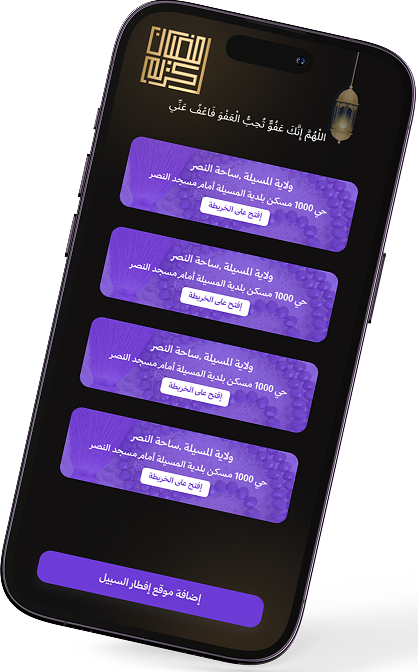 رمضان كريم
اللهُمَّ إِنَّكَ عَفُوٌّ تُحِبُّ الْعَفْوَ فَاعْفُ عَنِّي
ولاية المسيلة ,ساحة النصر
حي 1000 مسكن بلدية المسيلة أمام مسجد النصر
إفتح على الخريطة
ولاية المسيلة ,ساحة النصر
حي 1000 مسكن بلدية المسيلة أمام مسجد النصر
إفتح على الخريطة
ولاية المسيلة ,ساحة النصر
حي 1000 مسكن بلدية المسيلة أمام مسجد النصر
إفتح على الخريطة
ولاية المسيلة ,ساحة النصر
حي 1000 مسكن بلدية المسيلة أمام مسجد النصر
إفتح على الخريطة
إضافة موقع إفطار السبيل